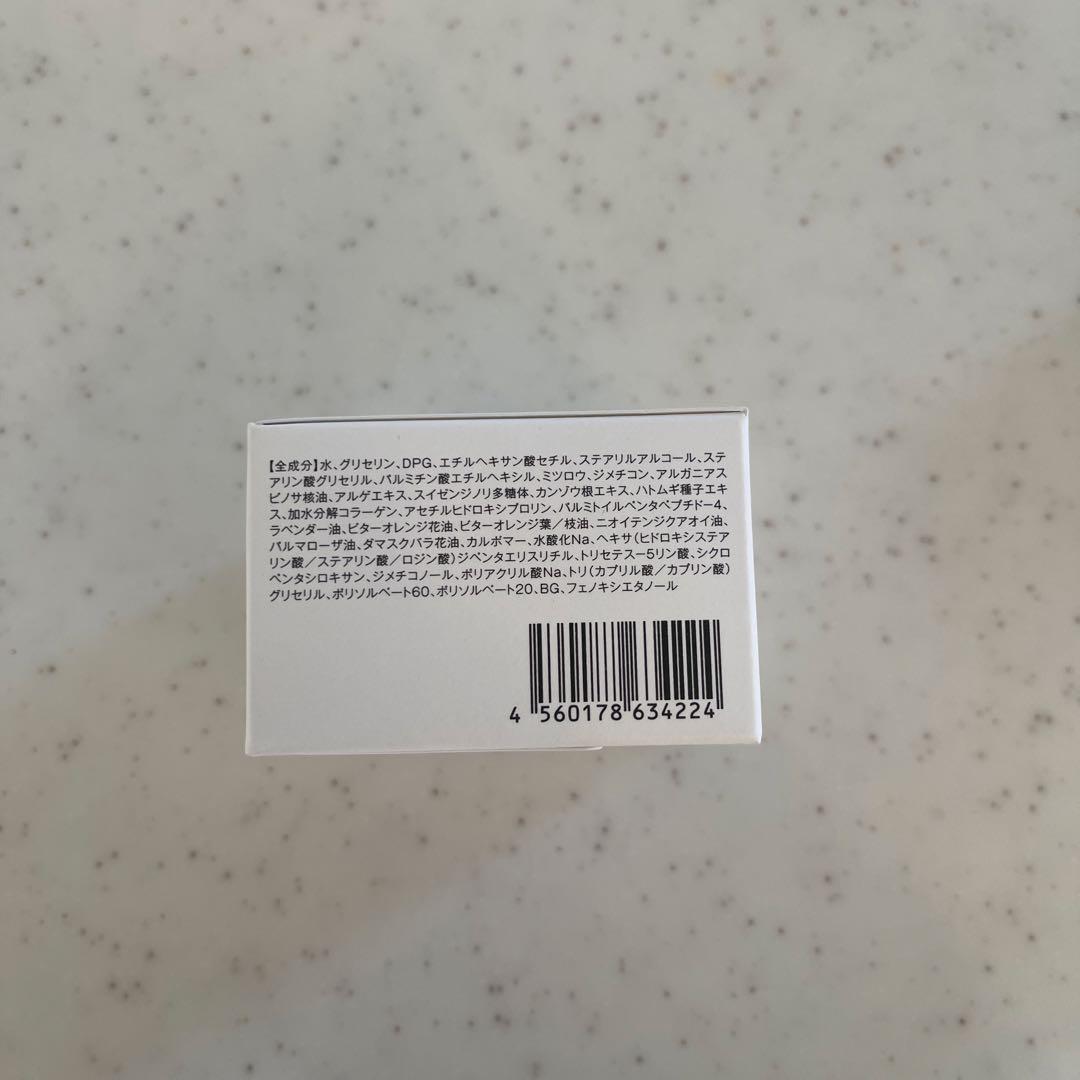 【全成分】水、グリセリン、DPG、エチルヘキサン酸セチル、ステアリルアルコール、ステ
アリン酸グリセリル、パルミチン酸エチルヘキシル、ミツロウ、ジメチコン、アルガニアス
ピノサ核油、アルゲエキス、スイゼンジノリ多糖体、カンゾウ根エキス、ハトムギ種子エキ
ス、加水分解コラーゲン、アセチルヒドロキシプロリン、パルミトイルペンタペプチド-4、
ラベンダー油、ビターオレンジ花油、ビターオレンジ葉/枝油、ニオイテンジクアオイ油、
パルマローザ油、ダマスクバラ花油、カルボマー、水酸化Na、ヘキサ(ヒドロキシステア
リン酸/ステアリン酸/ロジン酸)ジペンタエリスリチル、トリセテス-5リン酸、シクロ
ペンタシロキサン、ジメチコノール、ポリアクリル酸Na、トリ(カプリル酸/カプリン酸)
グリセリル、ポリソルベート60、ポリソルベート20、BG、フェノキシエタノール
4 560178 634224